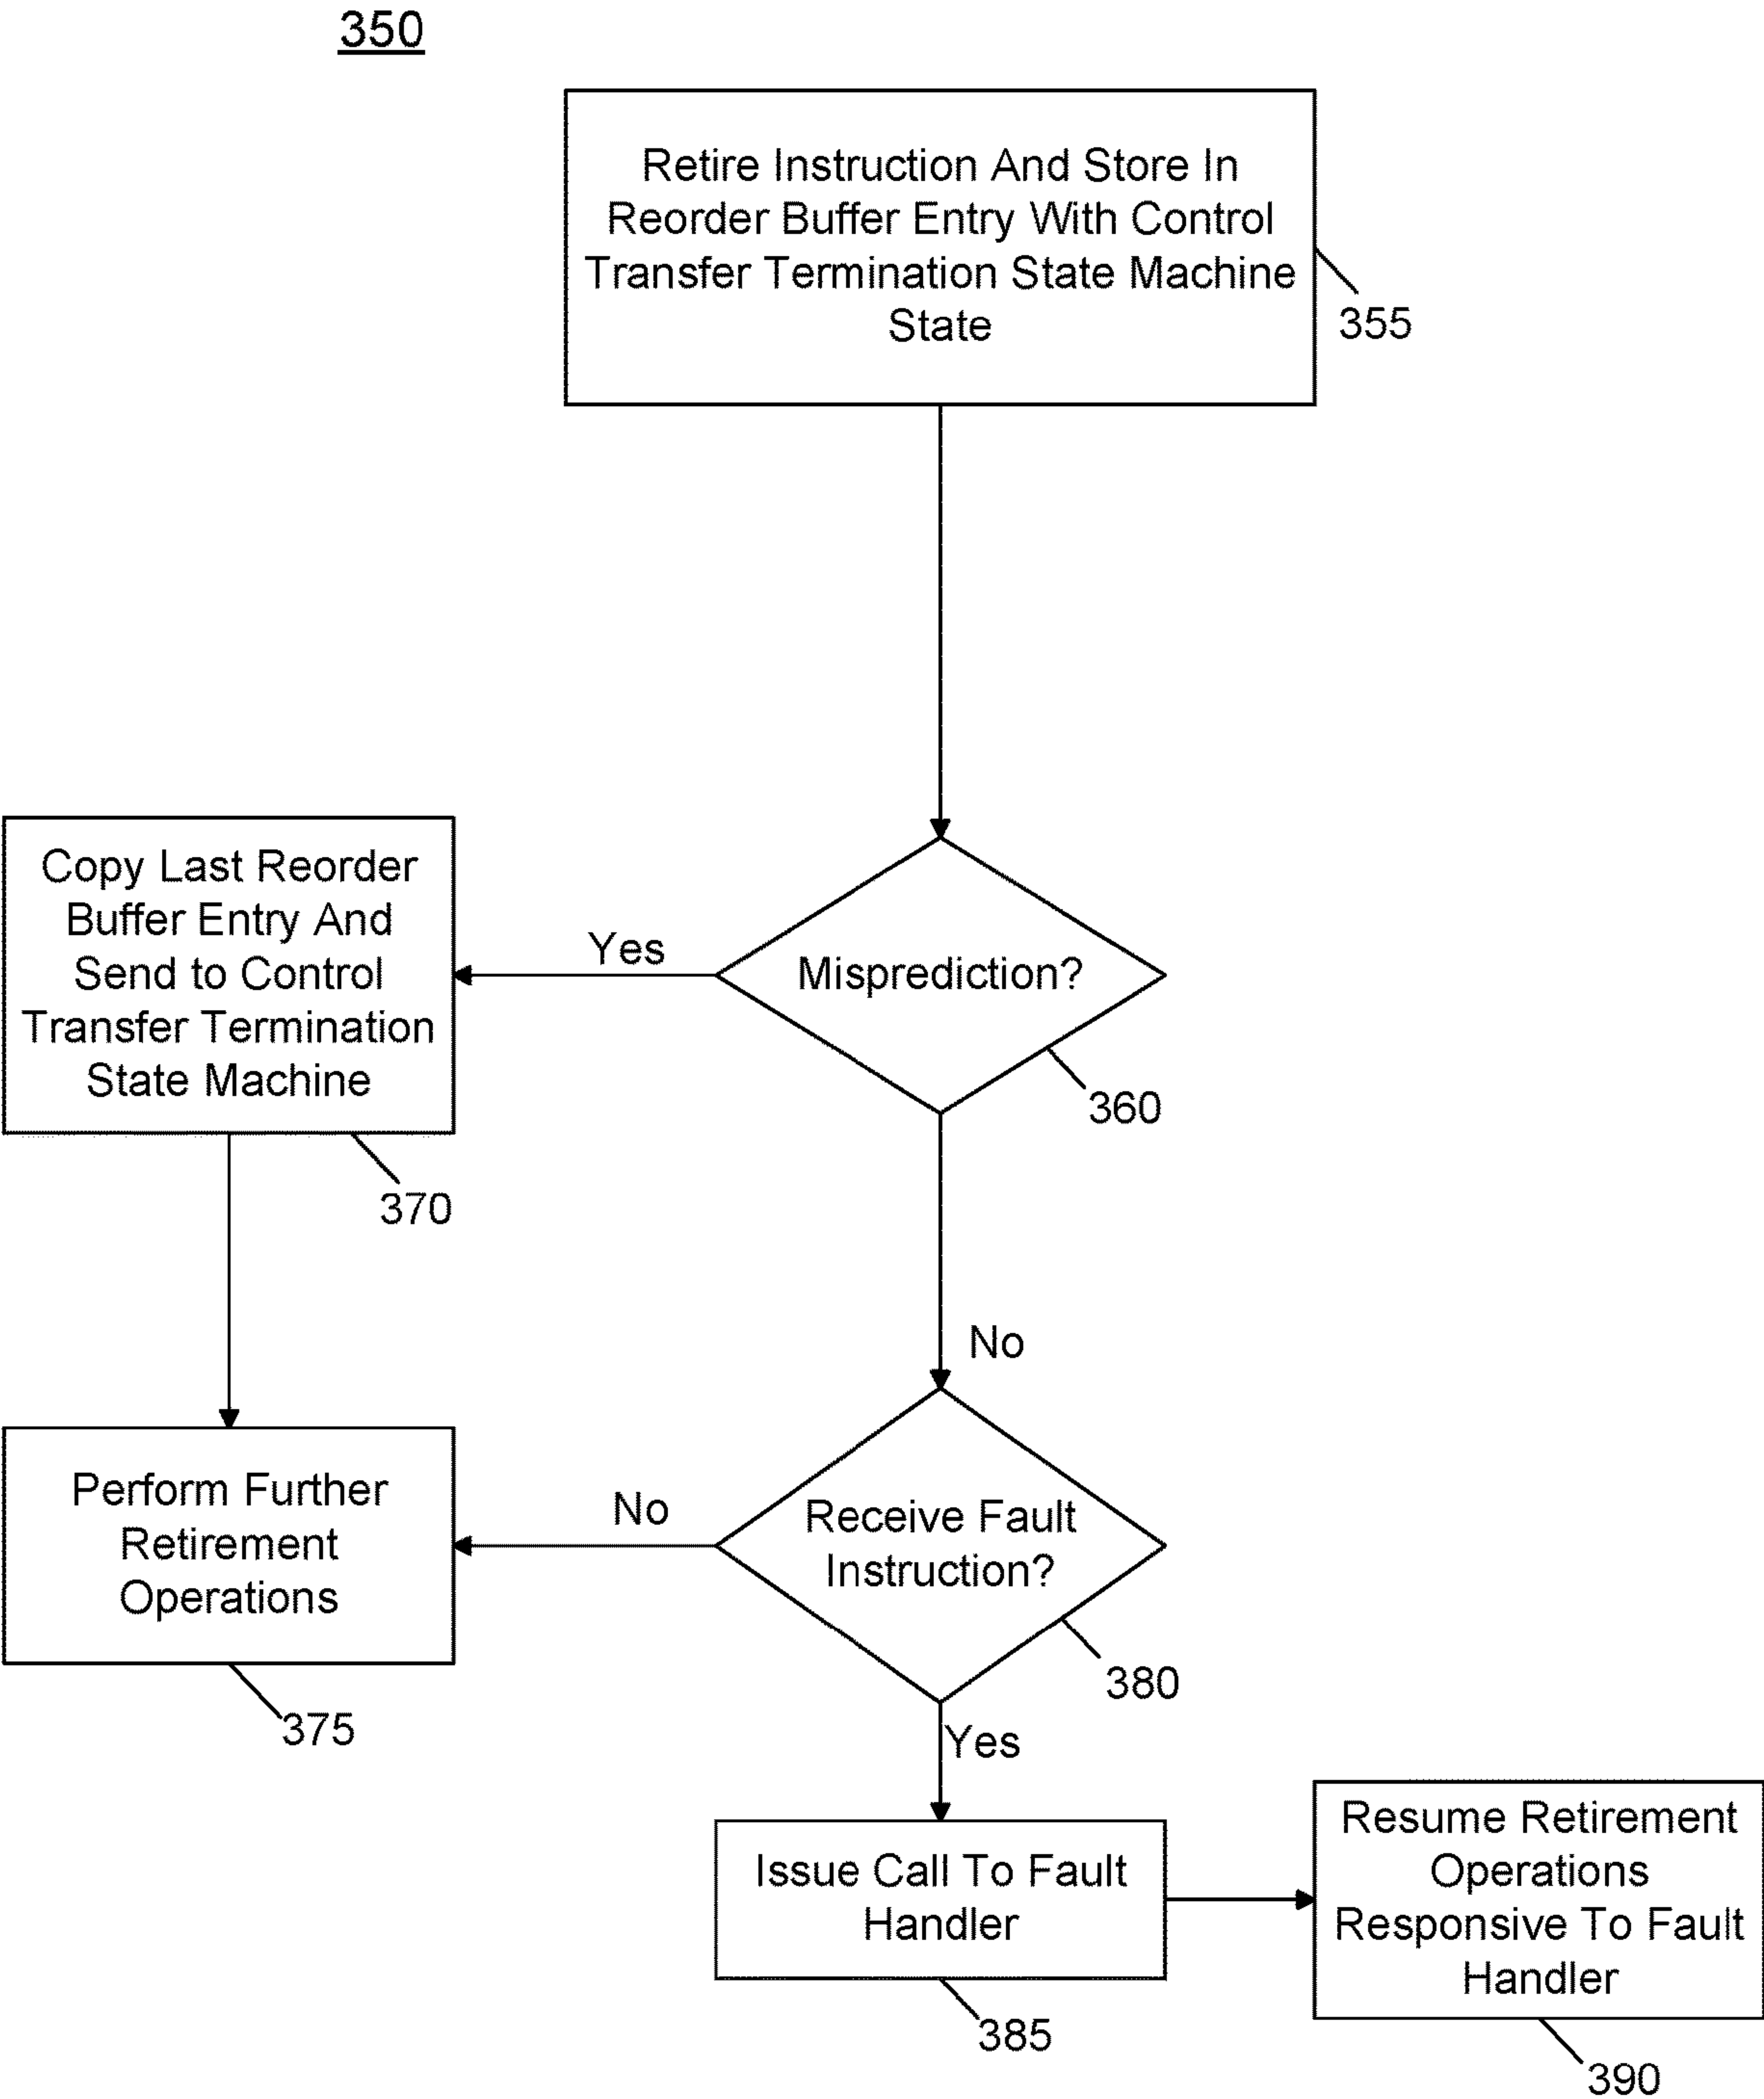 350
Retire Instruction And Store In
Reorder Buffer Entry With Control
Transfer Termination State Machine
State
355
Copy Last Reorder
Buffer Entry And
Send to Control
Transfer Termination
State Machine
370
Yes
Misprediction?
360
No
Perform Further
Retirement
Operations
375
No
Receive Fault
Instruction?
380
Yes
Issue Call To Fault
Handler
385
Resume Retirement
Operations
Responsive To Fault
Handler
390